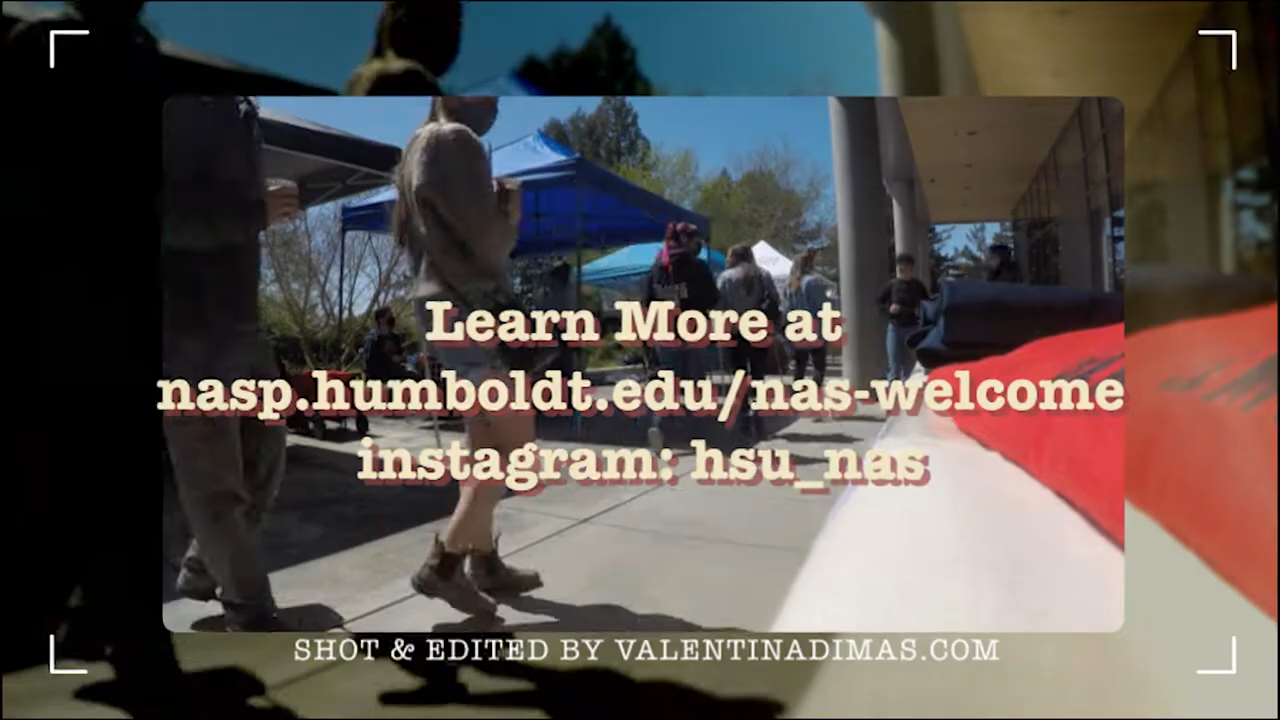 Learn More at
nasp.humboldt.edu/nas-welcome
instagram: hsu_nas
SHOT & EDITED BY VALENTINADIMAS.COM